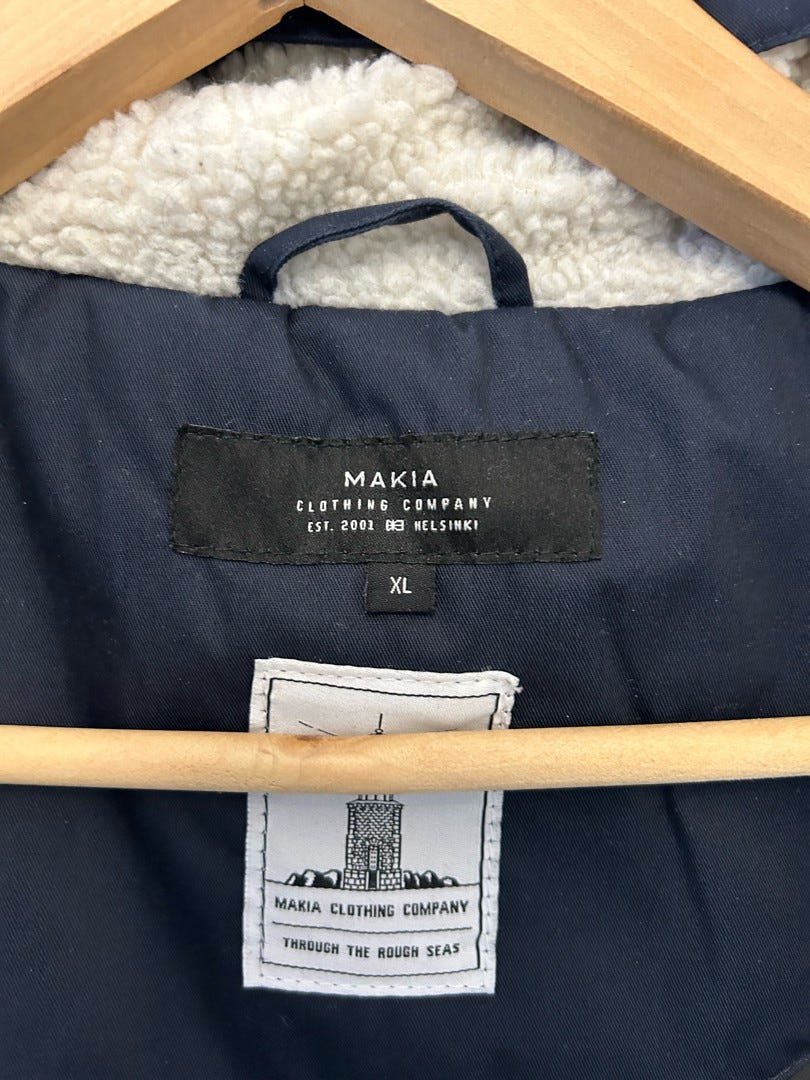 MAKIA
CLOTHING COMPANY
EST. 2001 HELSINKI
XL
MAKIA CLOTHING COMPANY
THROUGH THE ROUGH SEAS